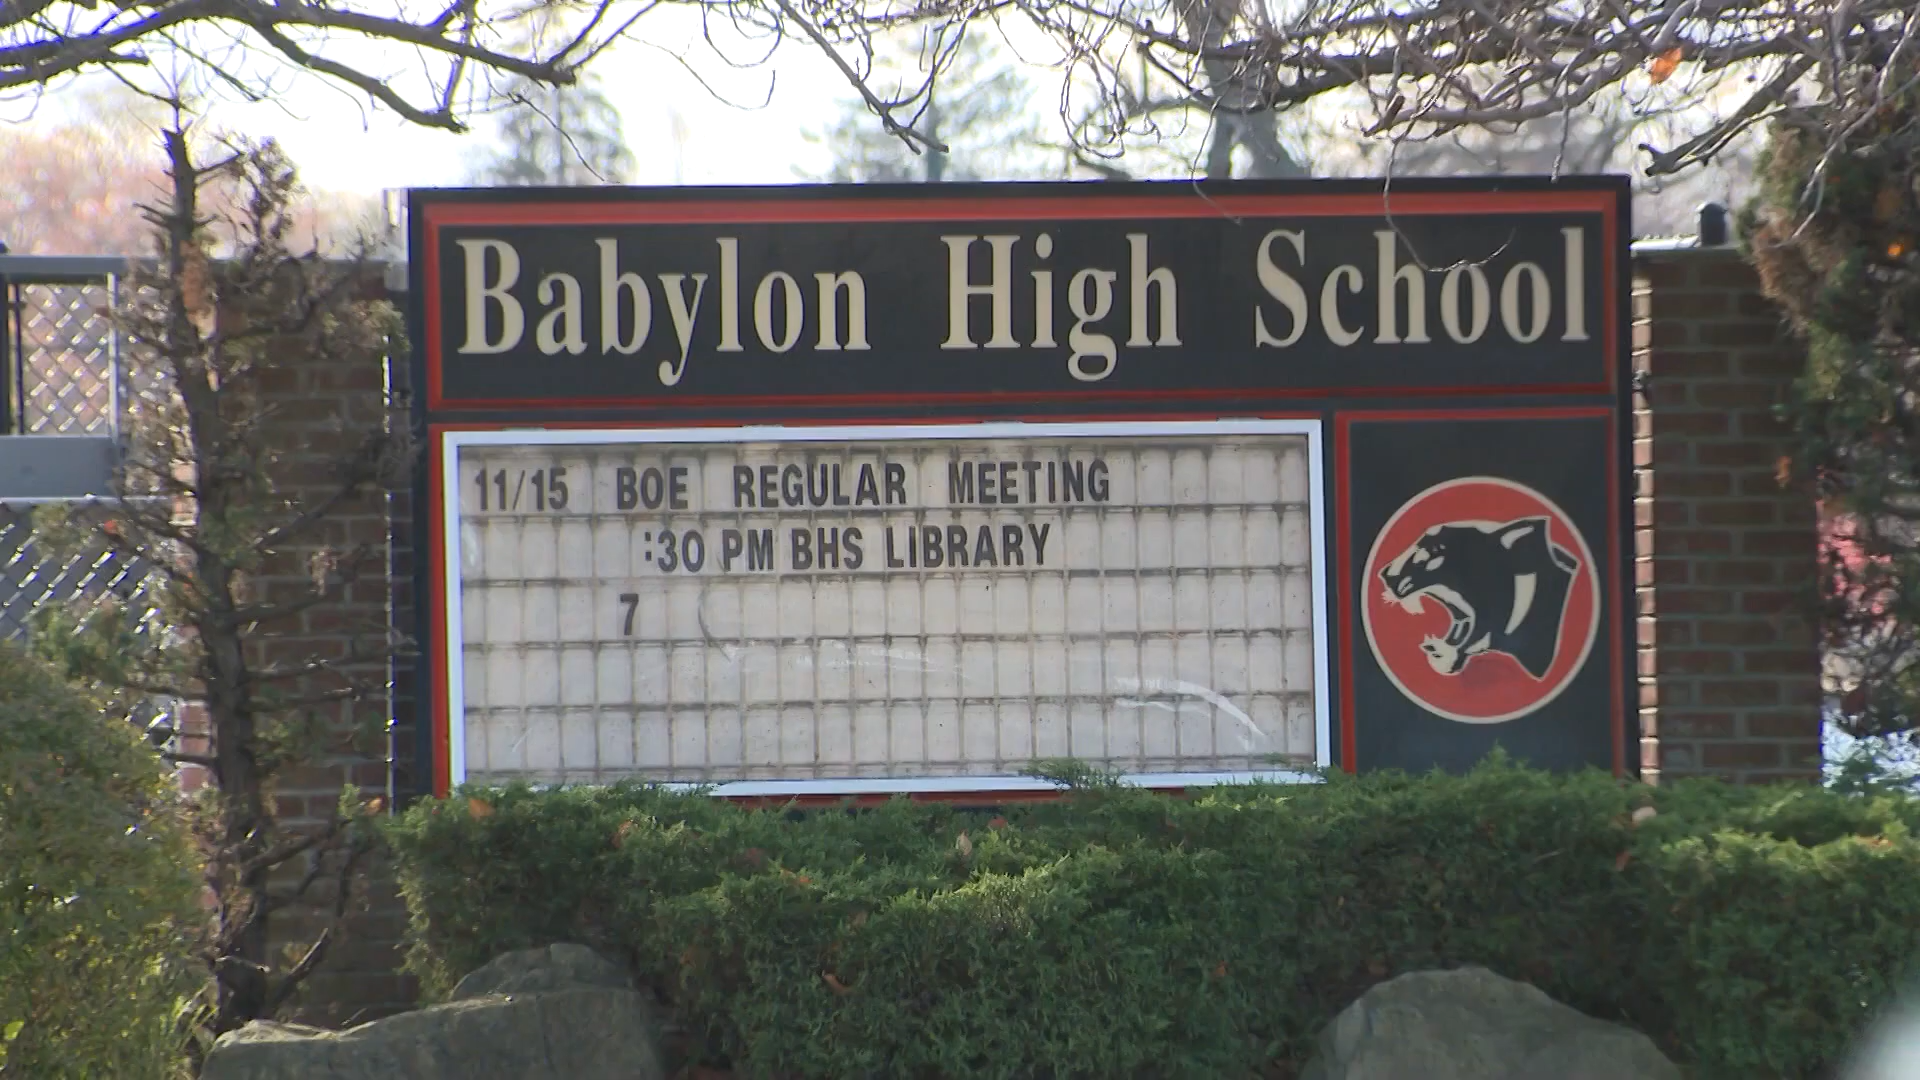 Babylon High School
11/15 BOE REGULAR MEETING
:30 PM BHS LIBRARY
7